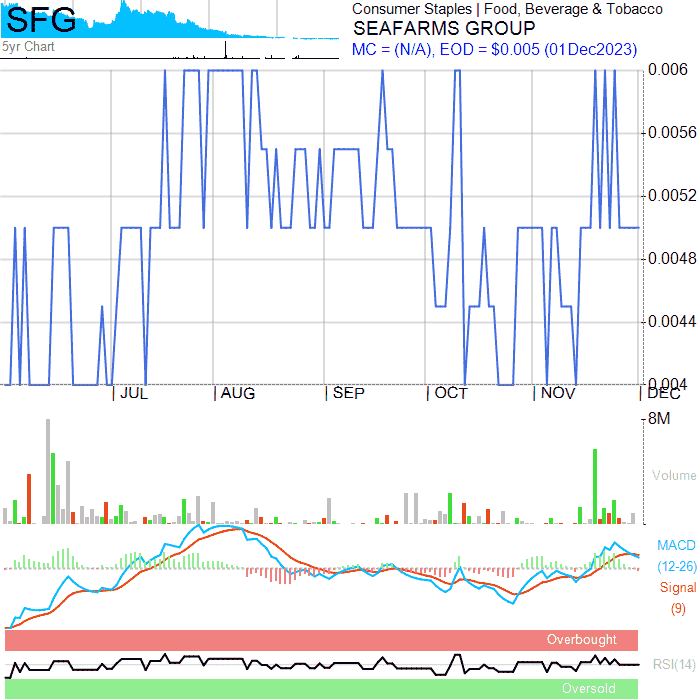 SFG
Consumer Staples | Food, Beverage & Tobacco
SEAFARMS GROUP
5yr Chart
MC = (N/A), EOD = $0.005 (01Dec2023)
0.006
0.0056
0.0052
0.0048
0.0044
0.004
JUL
AUG
SEP
OCT
NOV
DEC
8M
Volume
MACD
(12-26)
Signal
(9)
Overbought
RSI(14)
Oversold